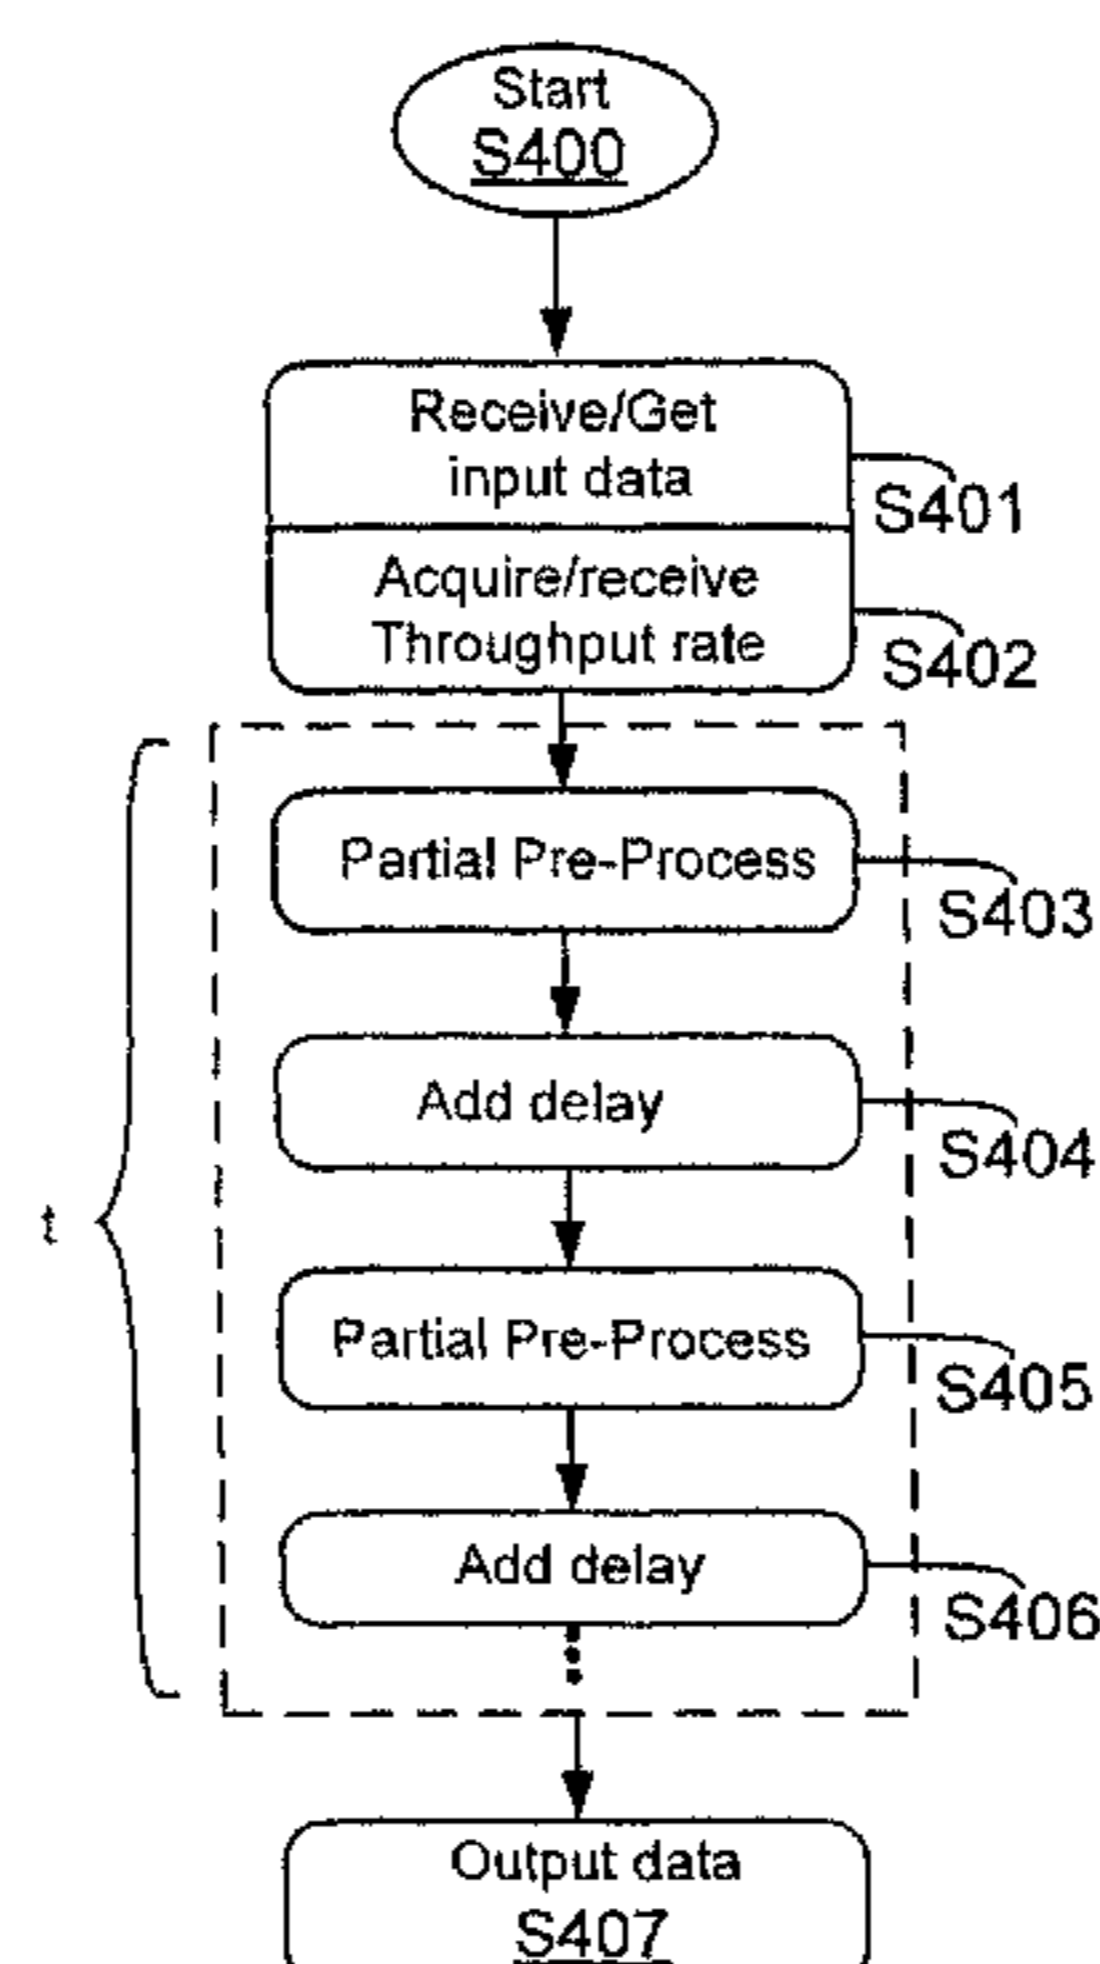 Start
S400
Receive/Get
input data
S401
Acquire/receive
Throughput rate
S402
Partial Pre-Process
S403
Add delay
S404
t
Partial Pre-Process
S405
Add delay
S406
Output data
S407